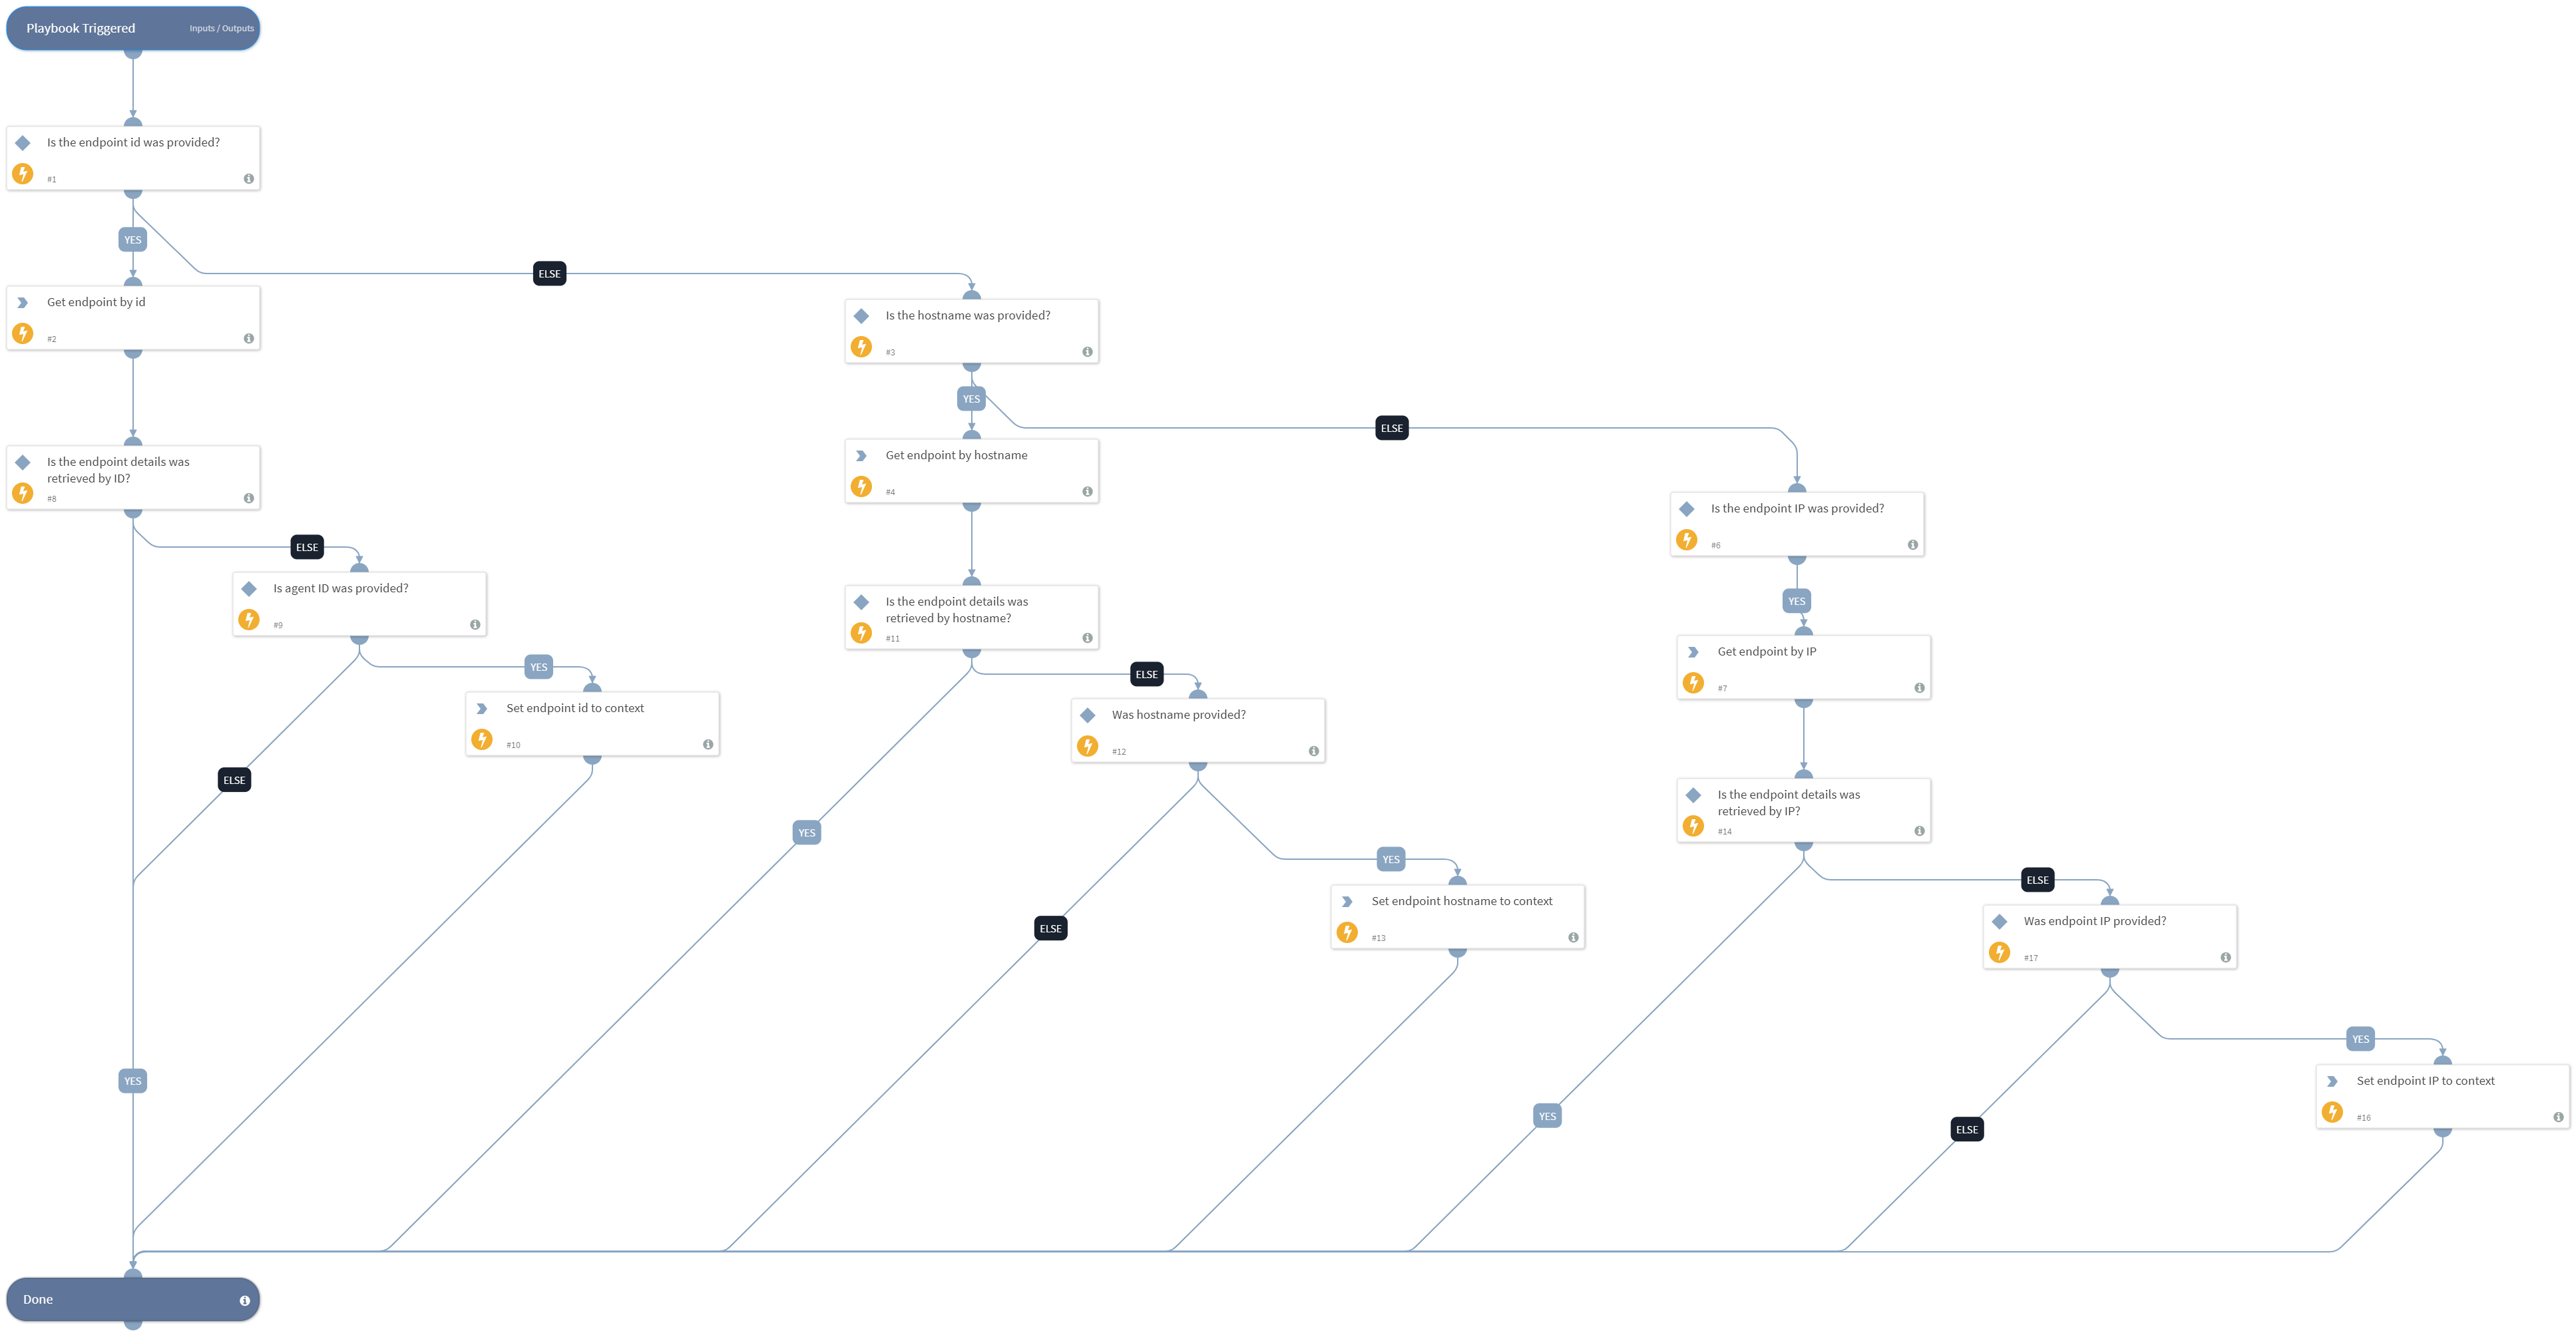 Playbook Triggered
Inputs / Outputs
Is the endpoint id was provided?
#1
YES
ELSE
Get endpoint by id
#2
Is the hostname was provided?
#3
YES
ELSE
Get endpoint by hostname
#4
Is the endpoint details was
retrieved by ID?
#8
Is the endpoint IP was provided?
#6
ELSE
Is agent ID was provided?
#9
YES
Is the endpoint details was
retrieved by hostname?
#11
Get endpoint by IP
#7
YES
ELSE
Set endpoint id to context
#10
Was hostname provided?
#12
ELSE
YES
Is the endpoint details was
retrieved by IP?
#14
YES
ELSE
Set endpoint hostname to context
#13
ELSE
Was endpoint IP provided?
#17
YES
YES
Set endpoint IP to context
#16
YES
ELSE
Done